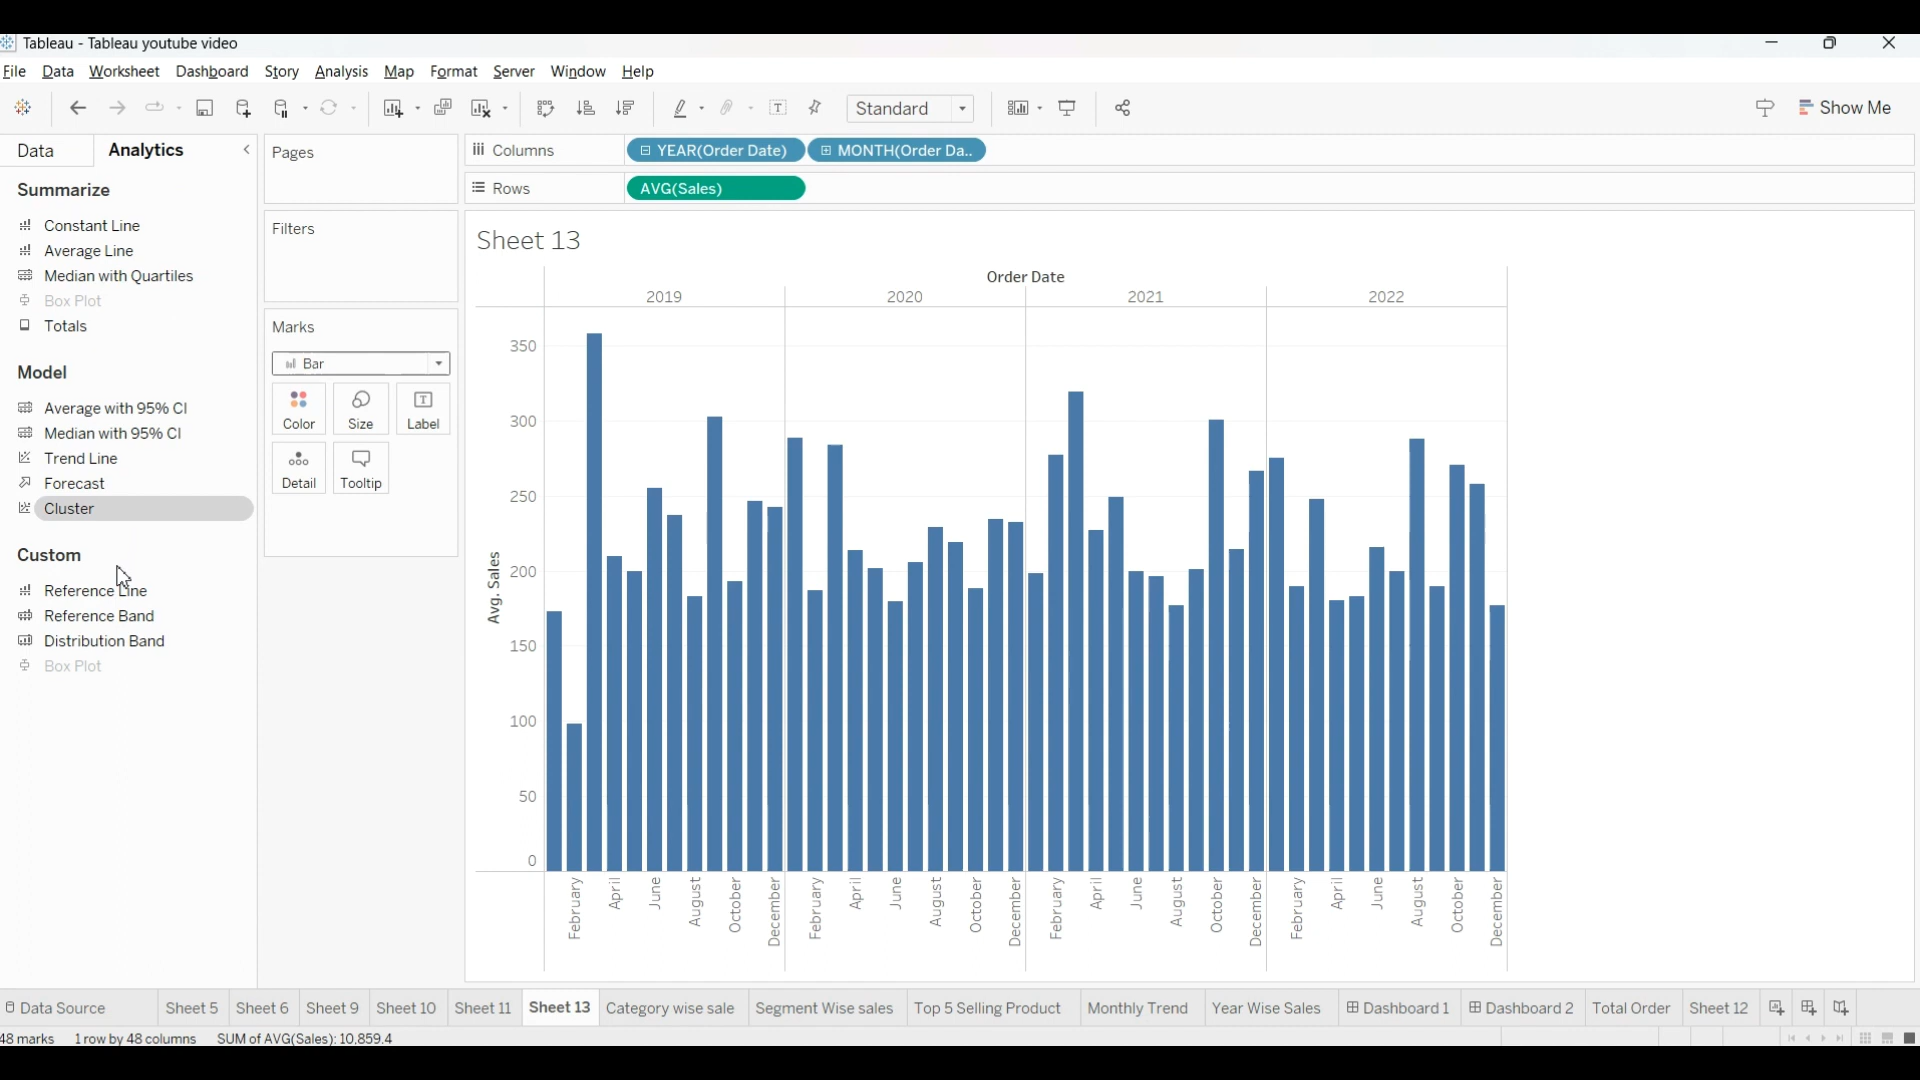 Tableau - Tableau youtube video
File Data Worksheet Dashboard Story Analysis Map Format Server Window Help
Standard
Show Me
Data Analytics
Summarize
Constant Line
Average Line
Median with Quartiles
Box Plot
Totals
Model
Average with 95% CI
Median with 95% CI
Trend Line
Forecast
Cluster
Custom
Reference Line
Reference Band
Distribution Band
Box Plot
Pages
Filters
Marks
Bar
Color Size Label
Detail Tooltip
Columns YEAR(Order Date) MONTH(Order Da..
Rows AVG(Sales)
Sheet 13
Order Date
2019 2020 2021 2022
Avg. Sales
350
300
250
200
150
100
50
0
February April June August October December February April June August October December February April June August October December February April June August October December
Data Source Sheet 5 Sheet 6 Sheet 9 Sheet 10 Sheet 11 Sheet 13 Category wise sale Segment Wise sales Top 5 Selling Product Monthly Trend Year Wise Sales Dashboard 1 Dashboard 2 Total Order Sheet 12
48 marks 1 row by 48 columns SUM of AVG(Sales): 10,859.4